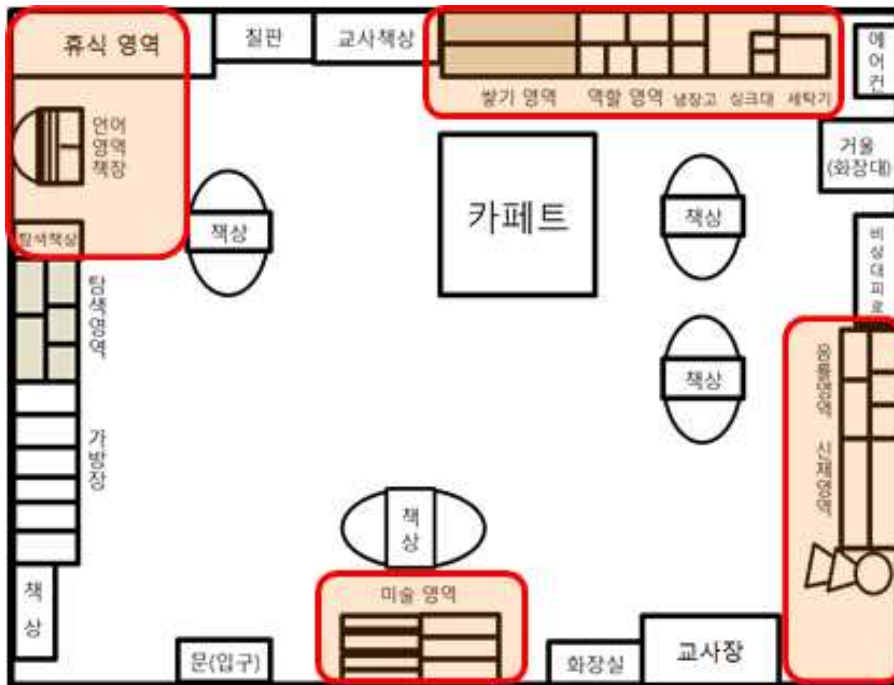 휴식 영역
칠판
교사책상
쌓기 영역
역할 영역
냉장고
싱크대
세탁기
에어컨
언어
영역
책장
거울
(화장대)
탐색책상
책상
카페트
책상
비상대피로
탐색영역
책상
음률영역
신체영역
가방장
책상
책상
미술 영역
문(입구)
화장실
교사장